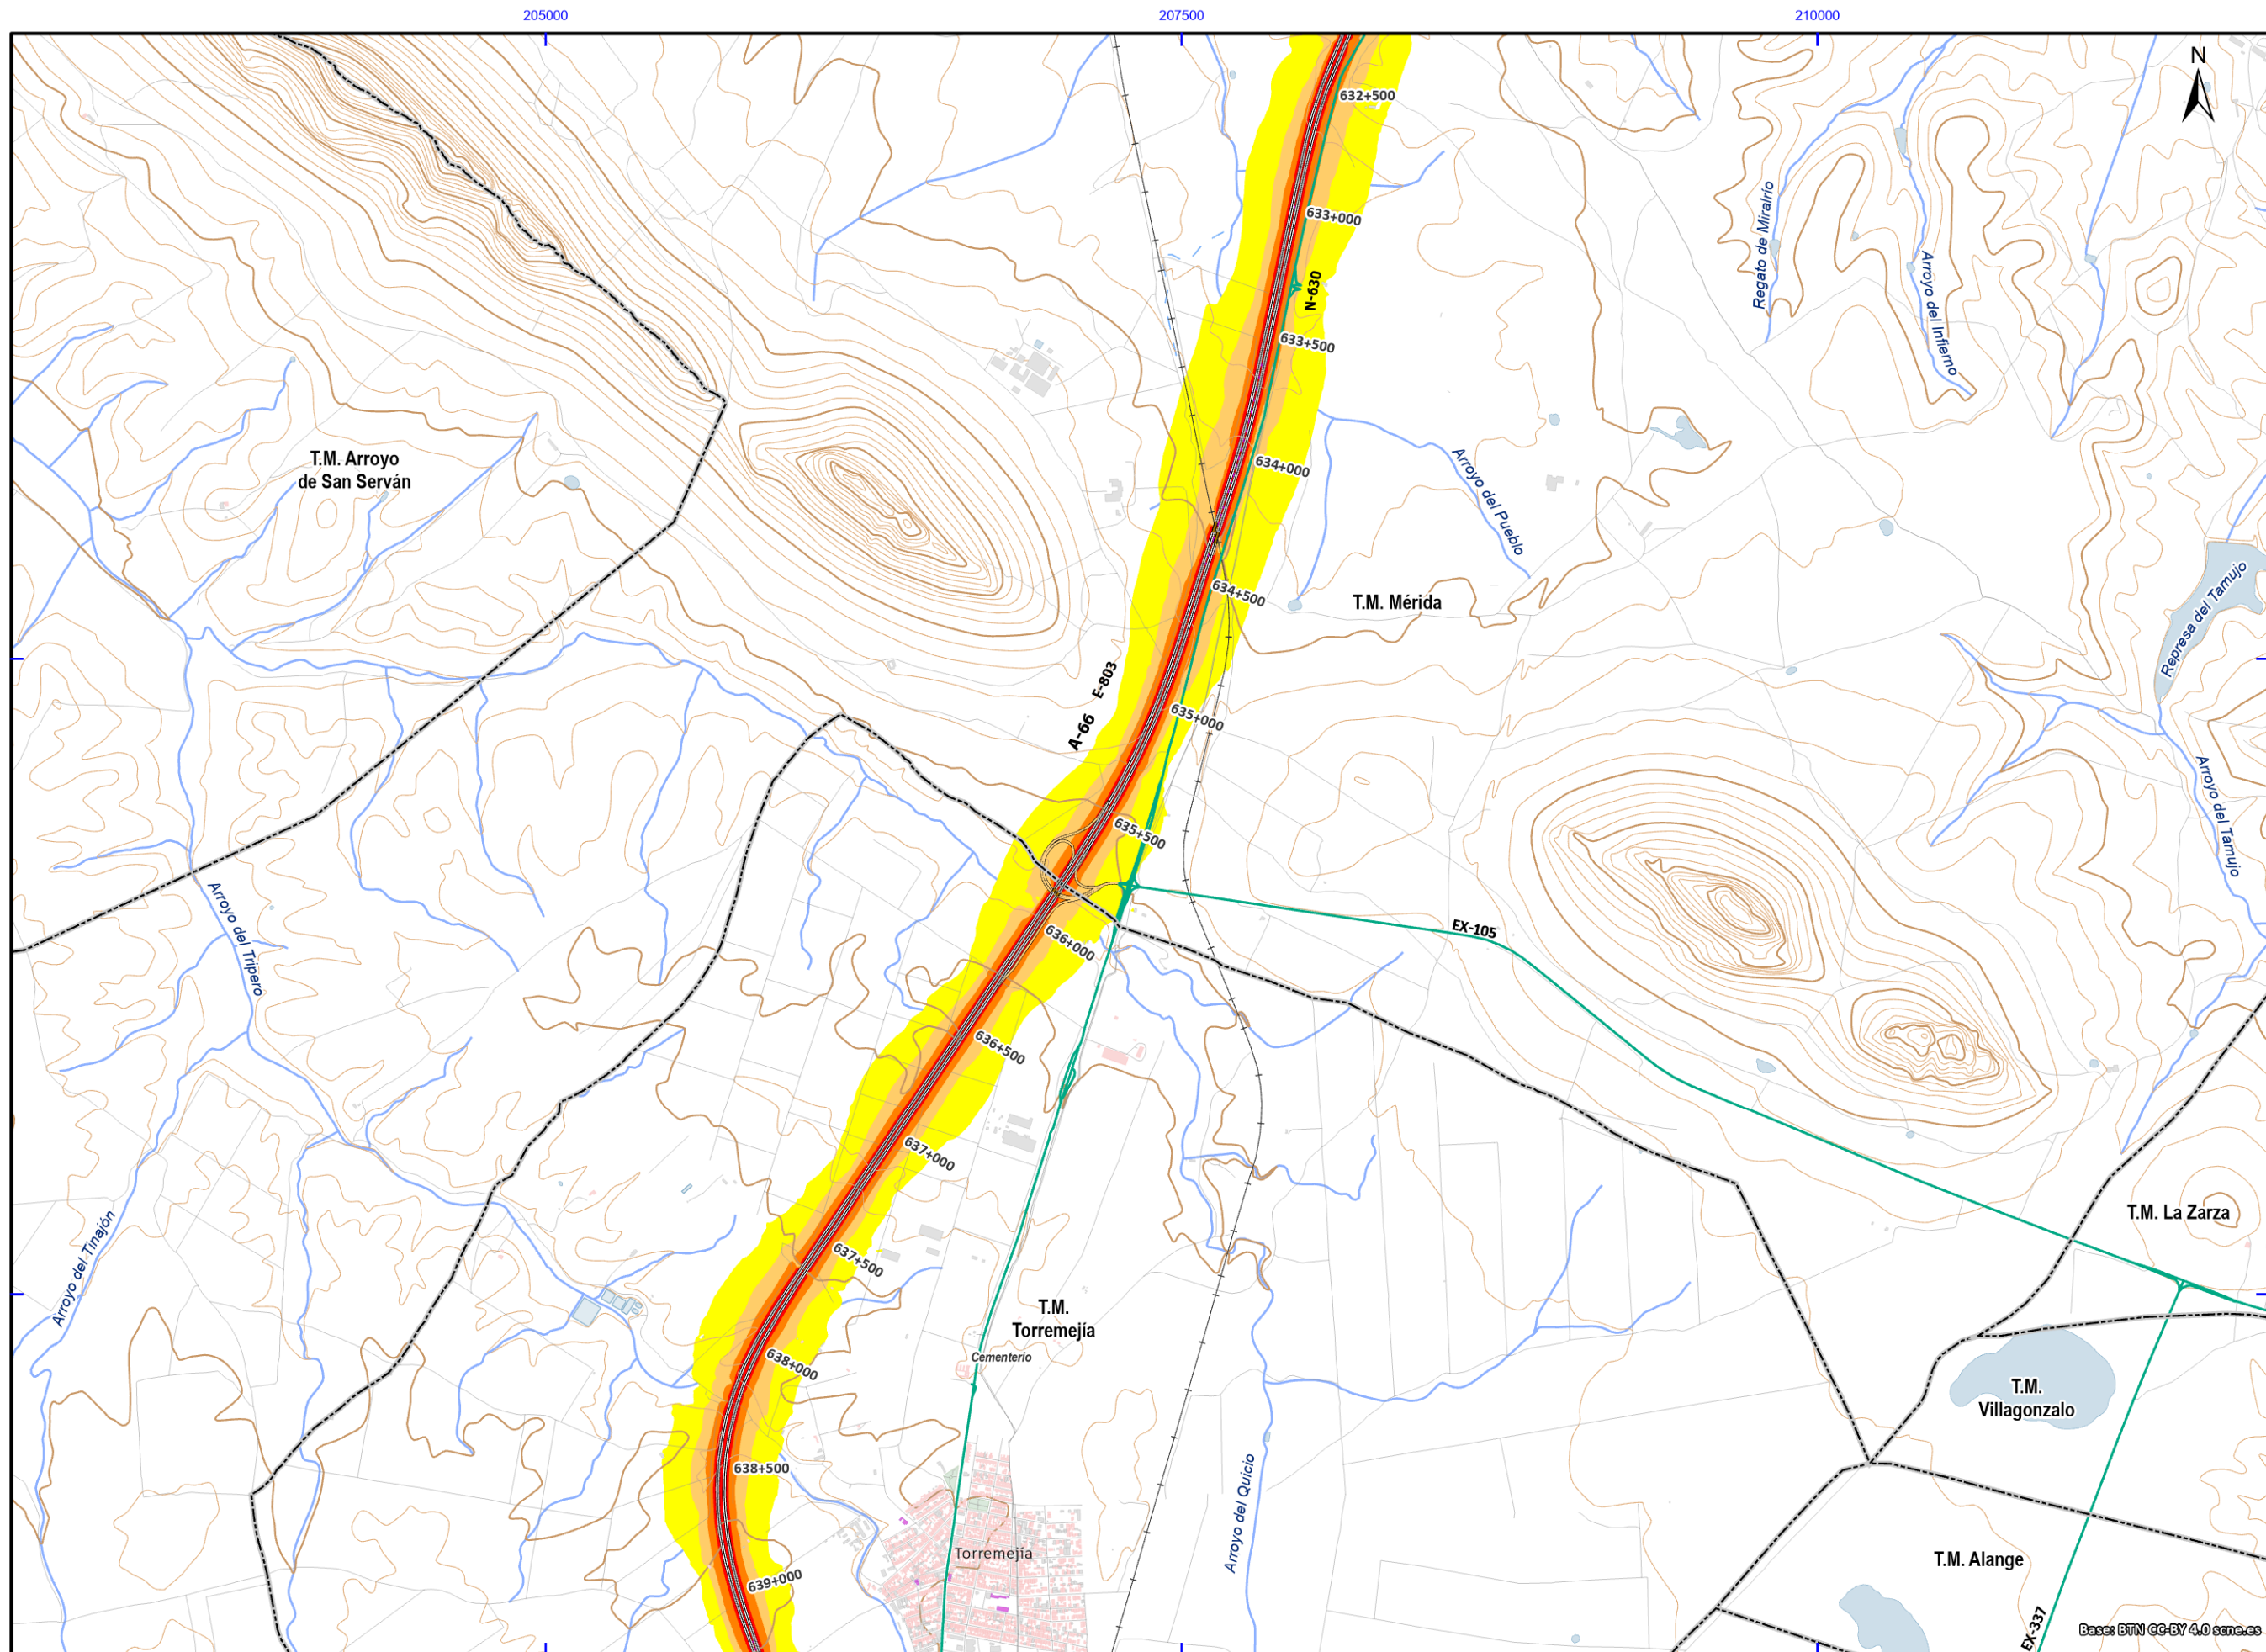 205000
207500
210000
N
632+500
633+000
N-630
633+500
634+000
634+500
635+000
635+500
636+000
636+500
637+000
637+500
638+000
638+500
639+000
Regato de Miralrío
Arroyo del Infierno
T.M. Arroyo
de San Serván
Arroyo del Pueblo
T.M. Mérida
Represa del Tamujo
E-803
A-66
Arroyo del Tamujo
Arroyo del Tripero
EX-105
Arroyo del Tinajón
T.M. La Zarza
T.M.
Torremejía
Cementerio
T.M.
Villagonzalo
Arroyo del Quicio
Torremejía
T.M. Alange
EX-337
Base: BTN CC-BY 4.0 scne.es